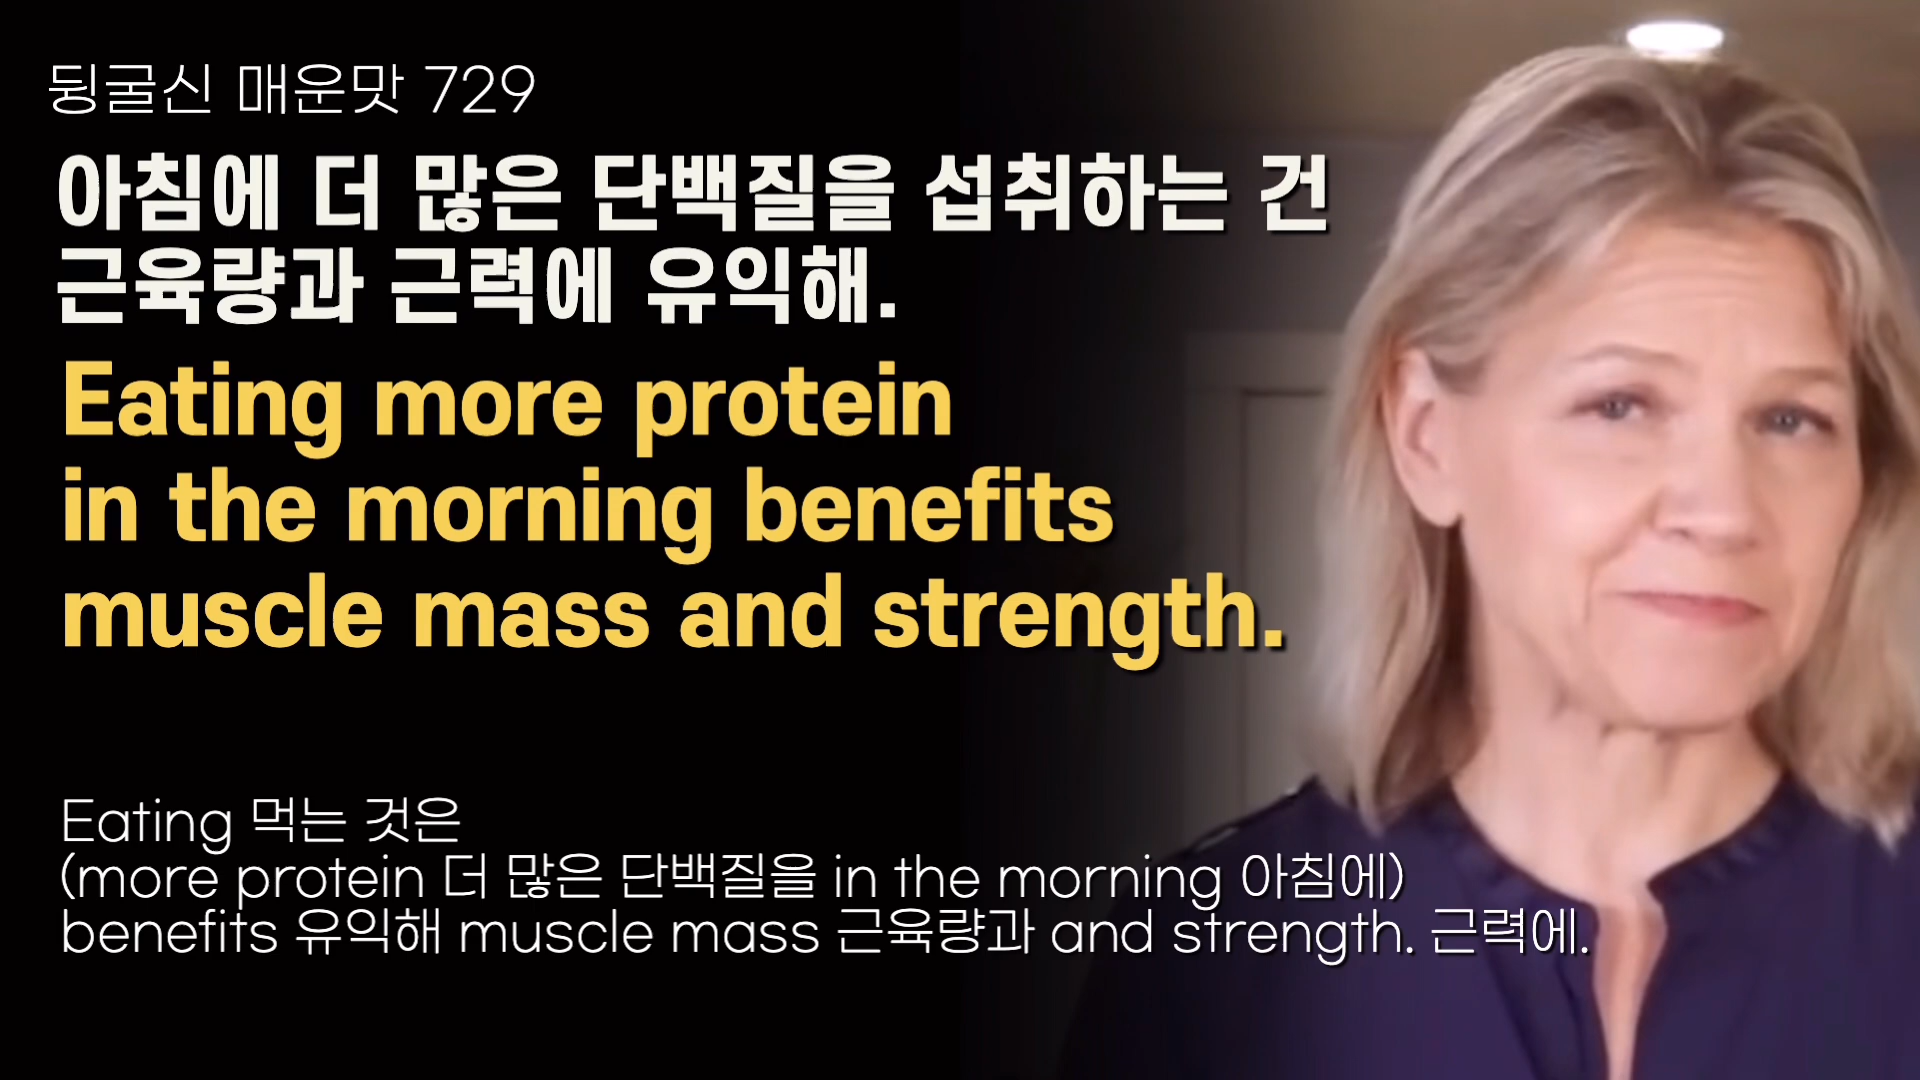 뒹굴신 매운맛 729
아침에 더 많은 단백질을 섭취하는 건
근육량과 근력에 유익해.
Eating more protein
in the morning benefits
muscle mass and strength.
Eating 먹는 것은
(more protein 더 많은 단백질을 in the morning 아침에)
benefits 유익해 muscle mass 근육량과 and strength. 근력에.